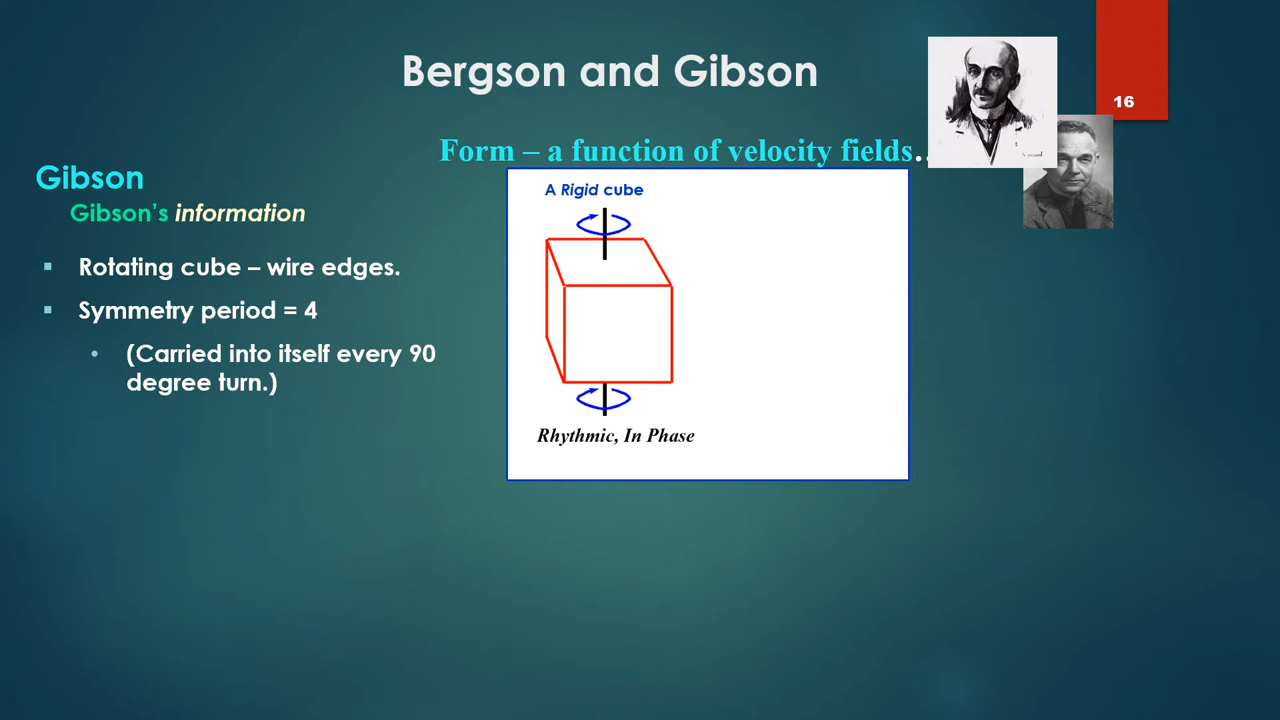 Bergson and Gibson
16
Form – a function of velocity fields..
Gibson
Gibson's information
Rotating cube – wire edges.
Symmetry period = 4
(Carried into itself every 90
degree turn.)
A Rigid cube
Rhythmic, In Phase